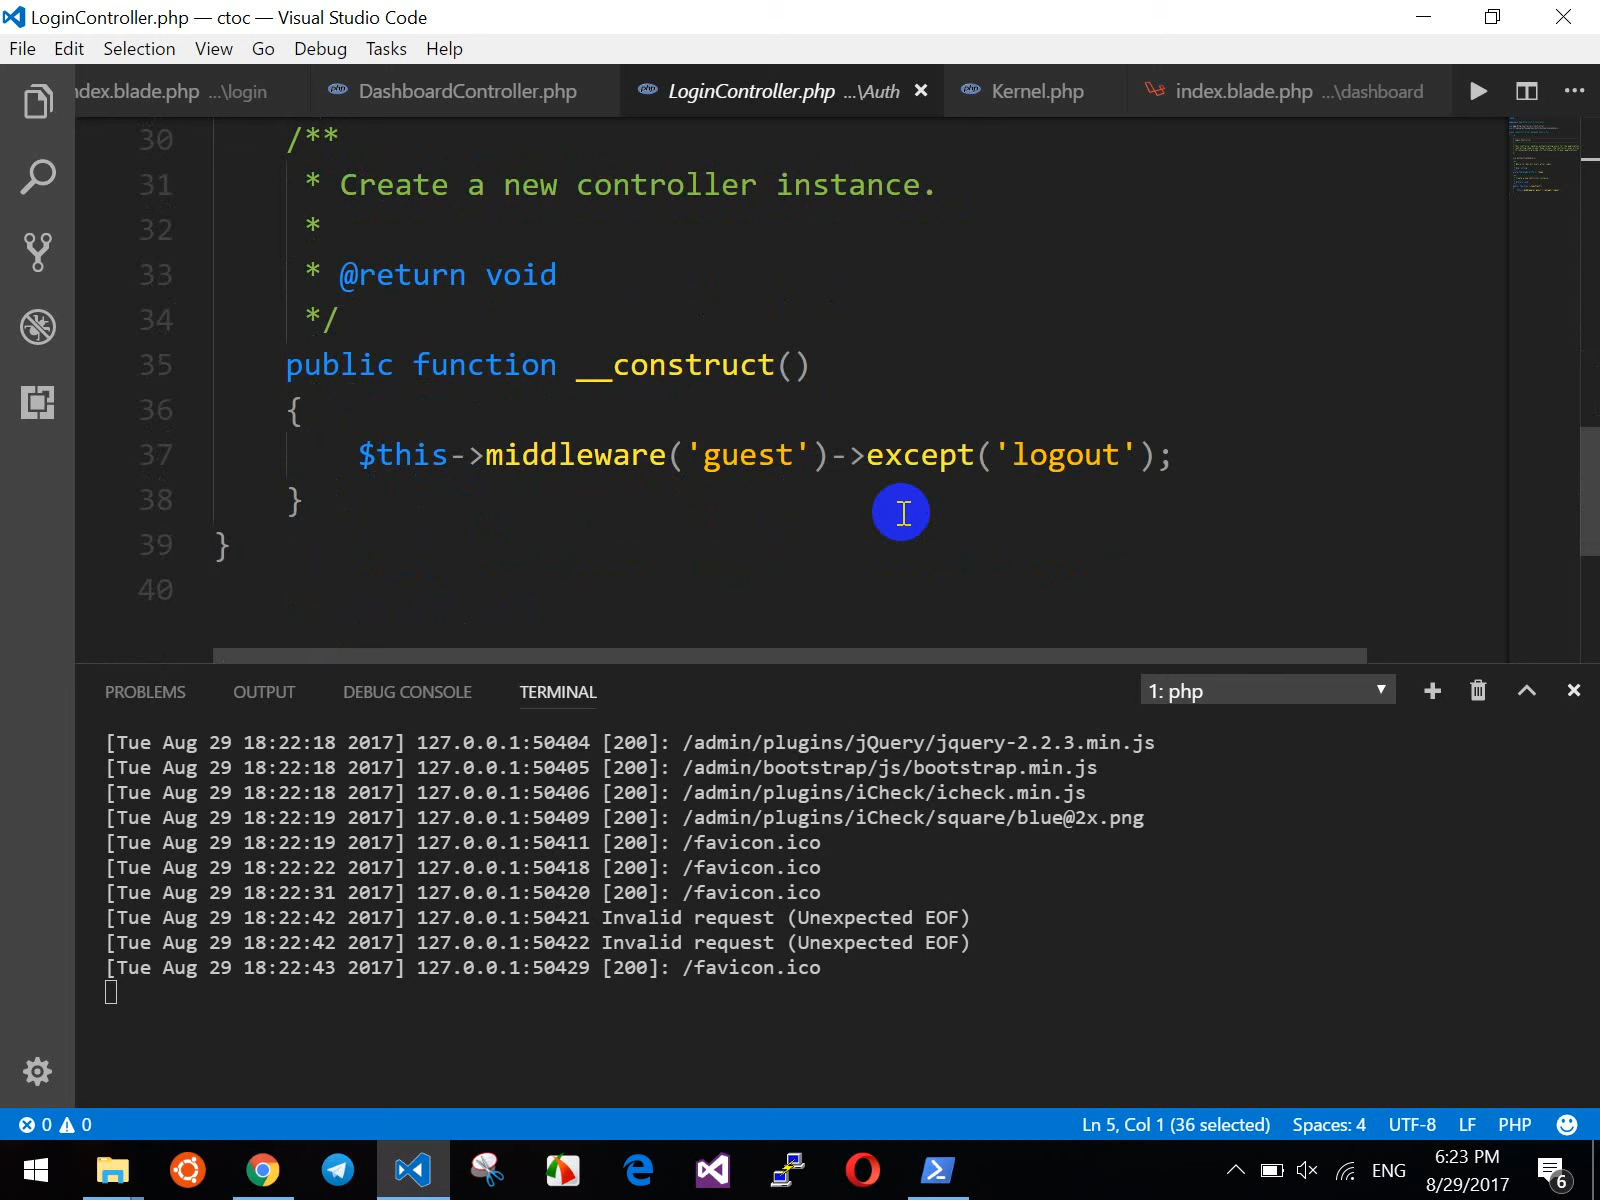 LoginController.php — ctoc — Visual Studio Code
File Edit Selection View Go Debug Tasks Help
ndex.blade.php ...\login DashboardController.php LoginController.php ...\Auth Kernel.php index.blade.php ...\dashboard
30 /**
31 * Create a new controller instance.
32 *
33 * @return void
34 */
35 public function __construct()
36 {
37 $this->middleware('guest')->except('logout');
38 }
39 }
40
PROBLEMS OUTPUT DEBUG CONSOLE TERMINAL 1: php
[Tue Aug 29 18:22:18 2017] 127.0.0.1:50404 [200]: /admin/plugins/jQuery/jquery-2.2.3.min.js
[Tue Aug 29 18:22:18 2017] 127.0.0.1:50405 [200]: /admin/bootstrap/js/bootstrap.min.js
[Tue Aug 29 18:22:18 2017] 127.0.0.1:50406 [200]: /admin/plugins/iCheck/icheck.min.js
[Tue Aug 29 18:22:19 2017] 127.0.0.1:50409 [200]: /admin/plugins/iCheck/square/blue@2x.png
[Tue Aug 29 18:22:19 2017] 127.0.0.1:50411 [200]: /favicon.ico
[Tue Aug 29 18:22:22 2017] 127.0.0.1:50418 [200]: /favicon.ico
[Tue Aug 29 18:22:31 2017] 127.0.0.1:50420 [200]: /favicon.ico
[Tue Aug 29 18:22:42 2017] 127.0.0.1:50421 Invalid request (Unexpected EOF)
[Tue Aug 29 18:22:42 2017] 127.0.0.1:50422 Invalid request (Unexpected EOF)
[Tue Aug 29 18:22:43 2017] 127.0.0.1:50429 [200]: /favicon.ico
0 0 Ln 5, Col 1 (36 selected) Spaces: 4 UTF-8 LF PHP
ENG 6:23 PM
8/29/2017 6